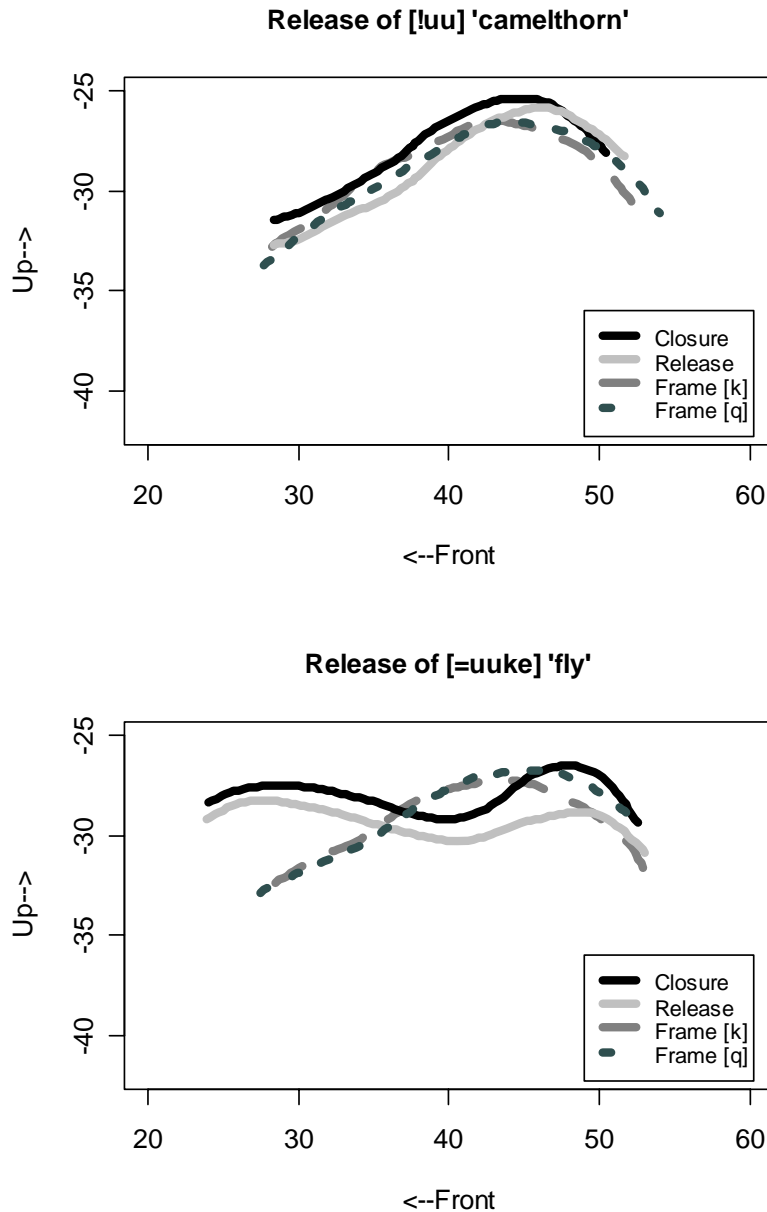 Release of [!uu] 'camelthorn'
Up-->
-25
-30
-35
-40
Closure
Release
Frame [k]
Frame [q]
20 30 40 50 60
<--Front
Release of [=uuke] 'fly'
Up-->
-25
-30
-35
-40
Closure
Release
Frame [k]
Frame [q]
20 30 40 50 60
<--Front